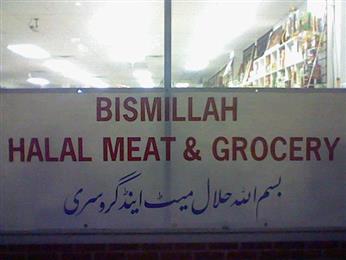 BISMILLAH
HALAL MEAT & GROCERY
بسم اللہ حلال میٹ اینڈ گروسری